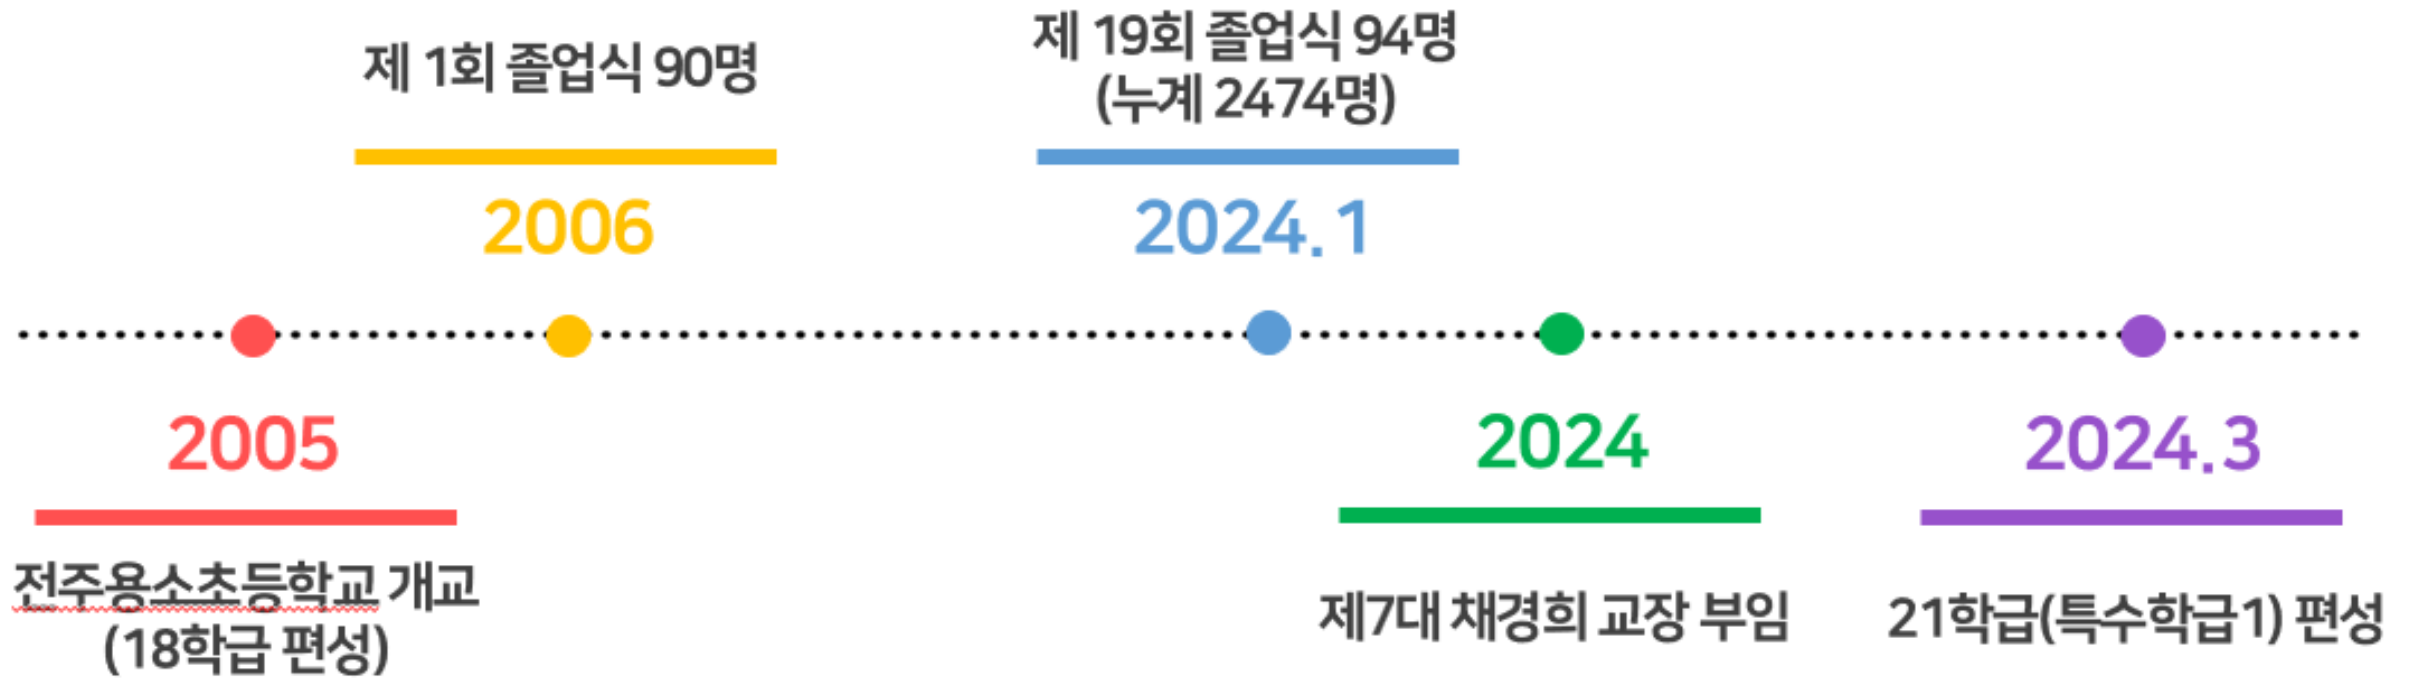 제 1회 졸업식 90명
2006
제 19회 졸업식 94명
(누계 2474명)
2024.1
2005
전주용소초등학교 개교
(18학급 편성)
2024
제7대 채경희 교장 부임
2024.3
21학급(특수학급1) 편성